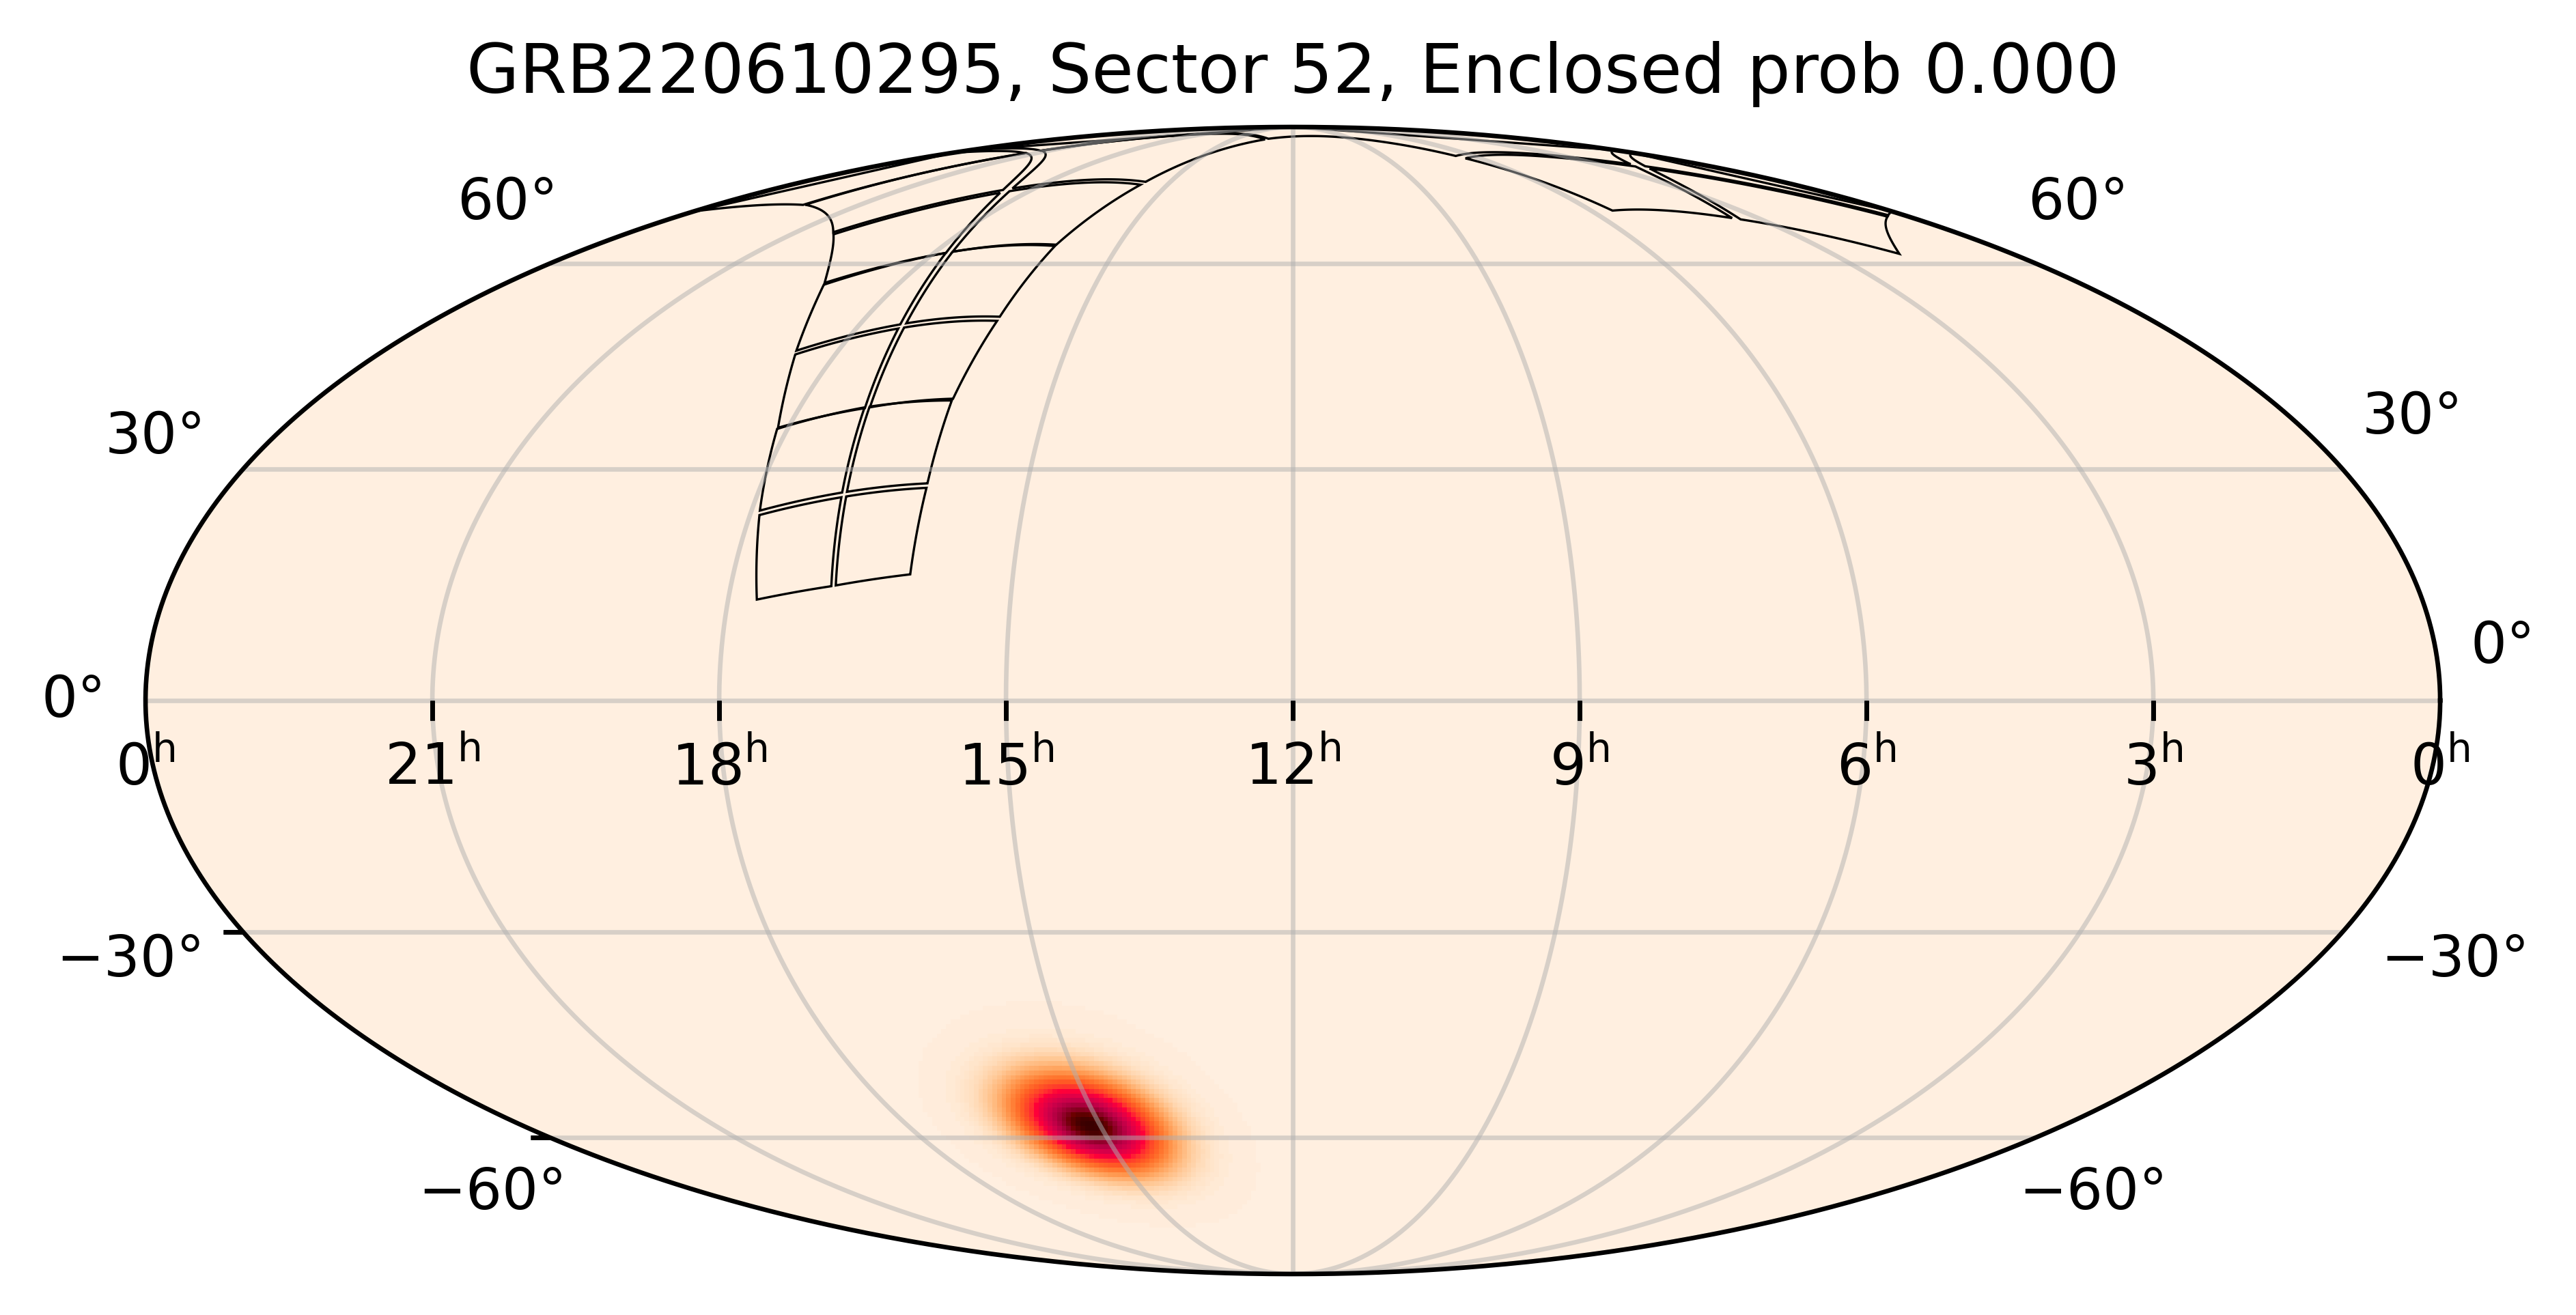 GRB220610295, Sector 52, Enclosed prob 0.000
60° 60°
30° 30°
0° 0°
0ʰ 21ʰ 18ʰ 15ʰ 12ʰ 9ʰ 6ʰ 3ʰ 0ʰ
−30° −30°
−60° −60°